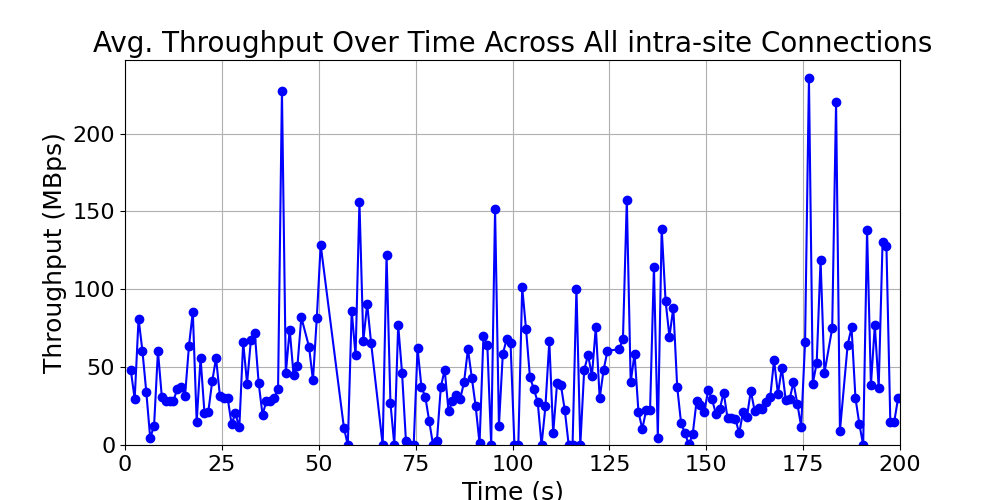 Avg. Throughput Over Time Across All intra-site Connections
Throughput (MBps)
200
150
100
50
0
0 25 50 75 100 125 150 175 200
Time (s)